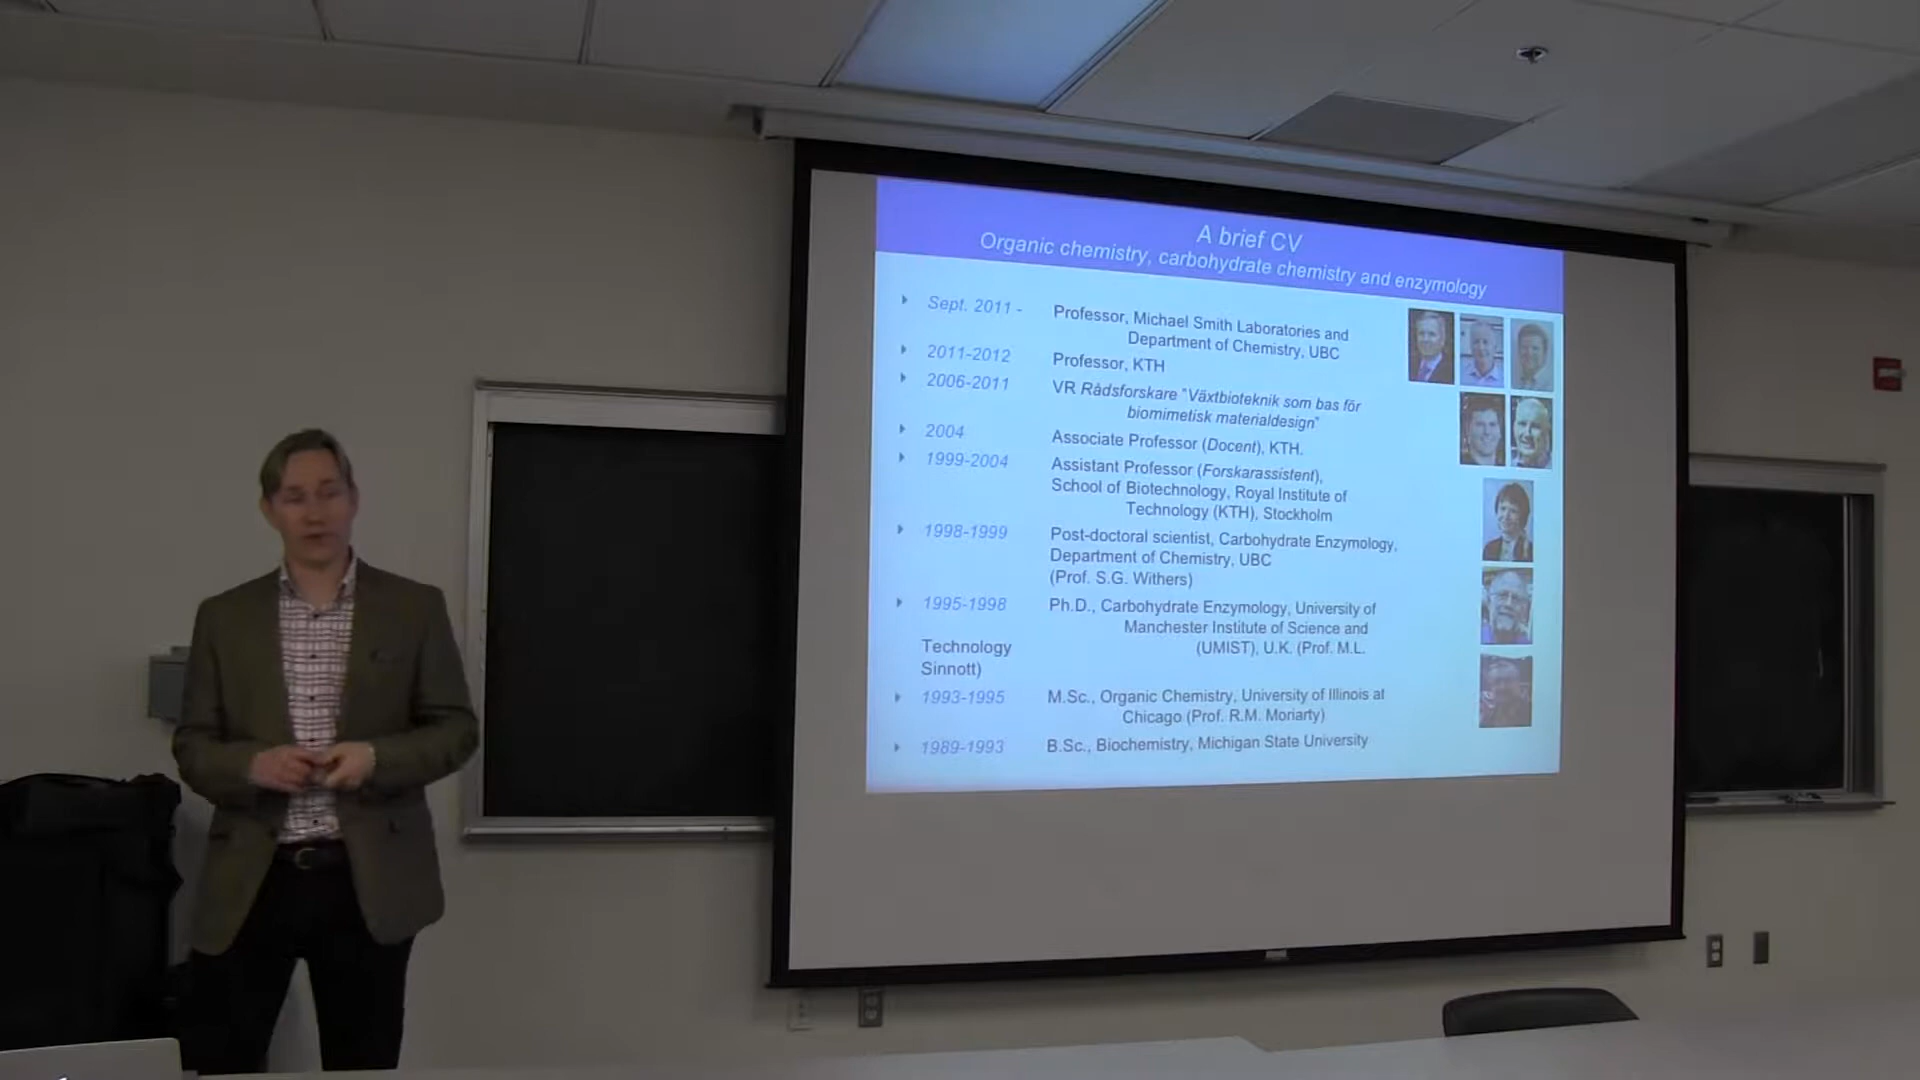 A brief CV
Organic chemistry, carbohydrate chemistry and enzymology
Sept. 2011 - Professor, Michael Smith Laboratories and
Department of Chemistry, UBC
2011-2012 Professor, KTH
2006-2011 VR Rådsforskare "Växtbioteknik som bas för
biomimetisk materialdesign"
2004 Associate Professor (Docent), KTH.
1999-2004 Assistant Professor (Forskarassistent),
School of Biotechnology, Royal Institute of
Technology (KTH), Stockholm
1998-1999 Post-doctoral scientist, Carbohydrate Enzymology,
Department of Chemistry, UBC
(Prof. S.G. Withers)
1995-1998 Ph.D., Carbohydrate Enzymology, University of
Manchester Institute of Science and
Technology (UMIST), U.K. (Prof. M.L.
Sinnott)
1993-1995 M.Sc., Organic Chemistry, University of Illinois at
Chicago (Prof. R.M. Moriarty)
1989-1993 B.Sc., Biochemistry, Michigan State University